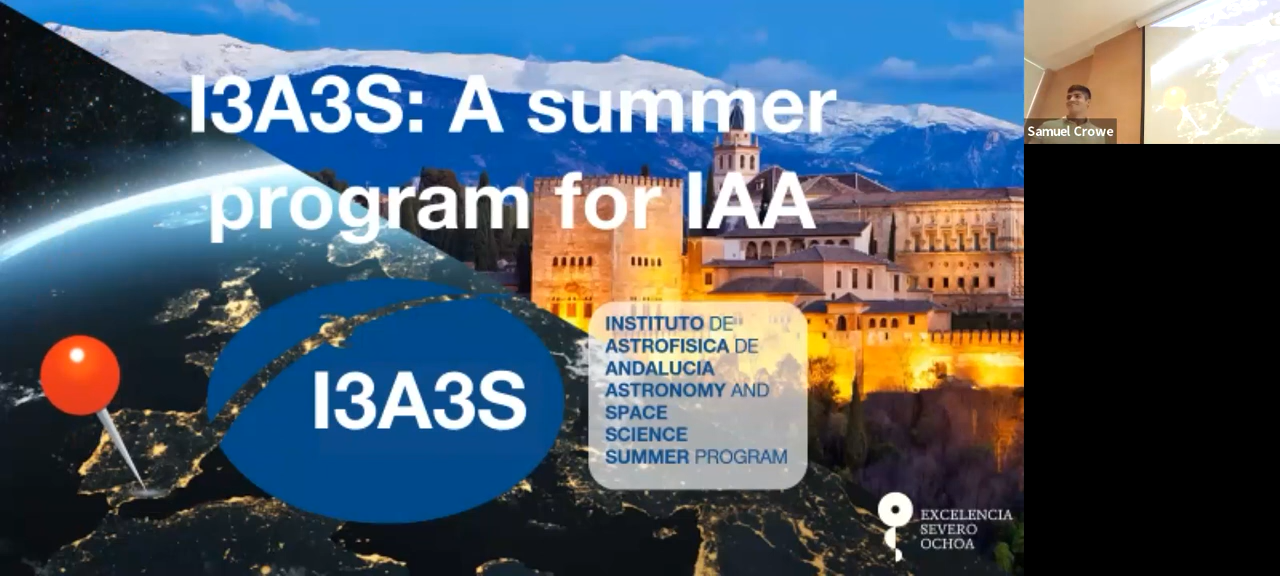 I3A3S: A summer
program for IAA
I3A3S
INSTITUTO DE
ASTROFISICA DE
ANDALUCIA
ASTRONOMY AND
SPACE
SCIENCE
SUMMER PROGRAM
EXCELENCIA
SEVERO
OCHOA
Samuel Crowe